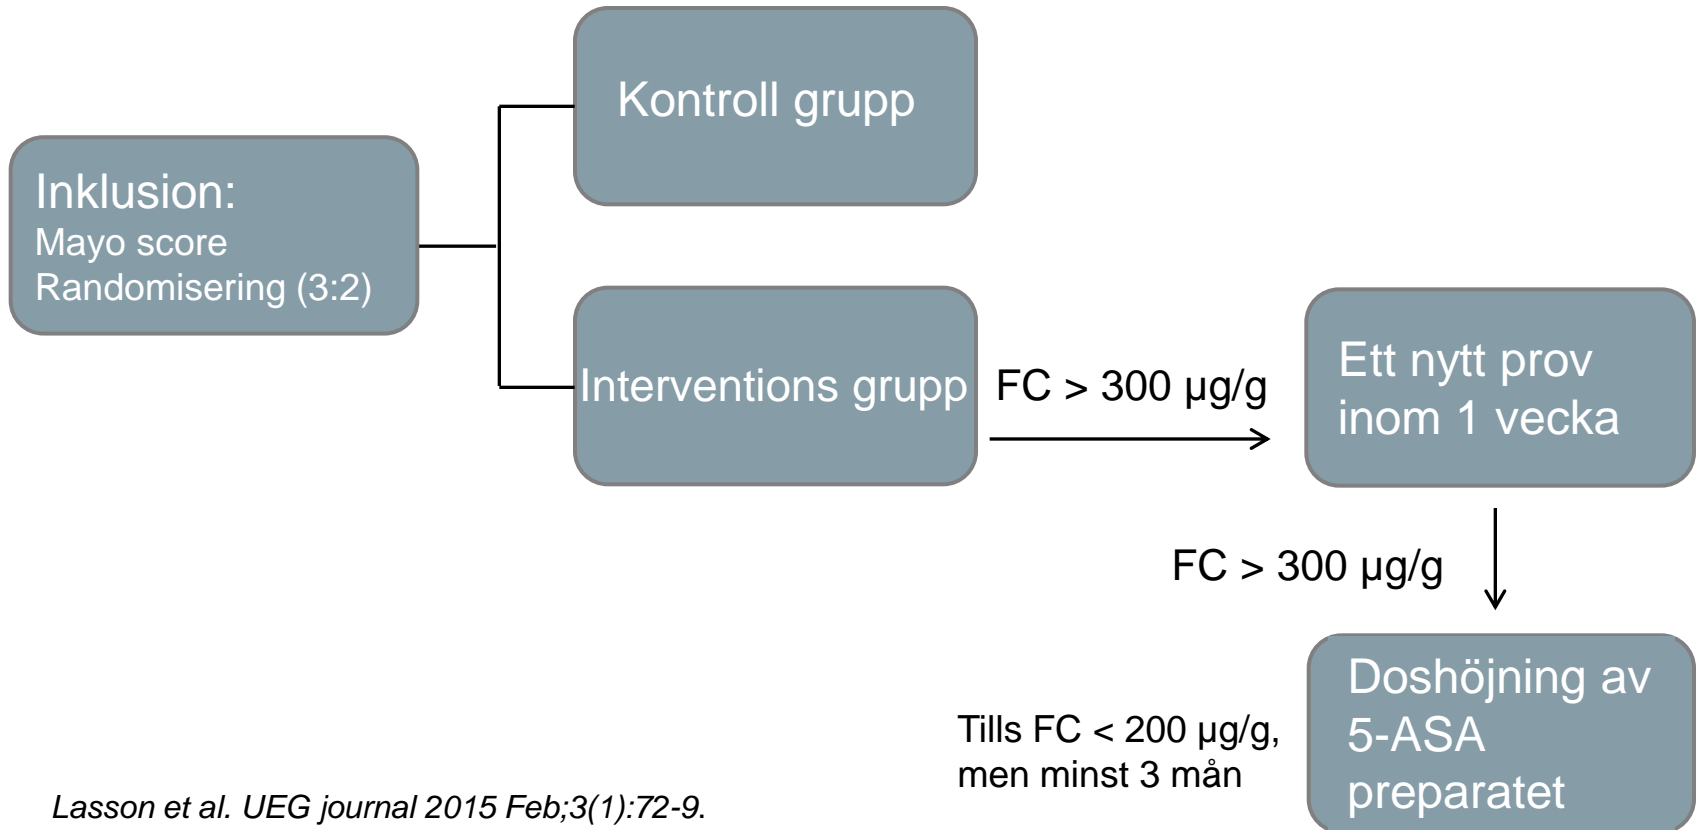 Kontroll grupp
Inklusion:
Mayo score
Randomisering (3:2)
Interventions grupp
FC > 300 µg/g
Ett nytt prov
inom 1 vecka
FC > 300 µg/g
Doshöjning av
5-ASA
preparatet
Tills FC < 200 µg/g,
men minst 3 mån
Lasson et al. UEG journal 2015 Feb;3(1):72-9.